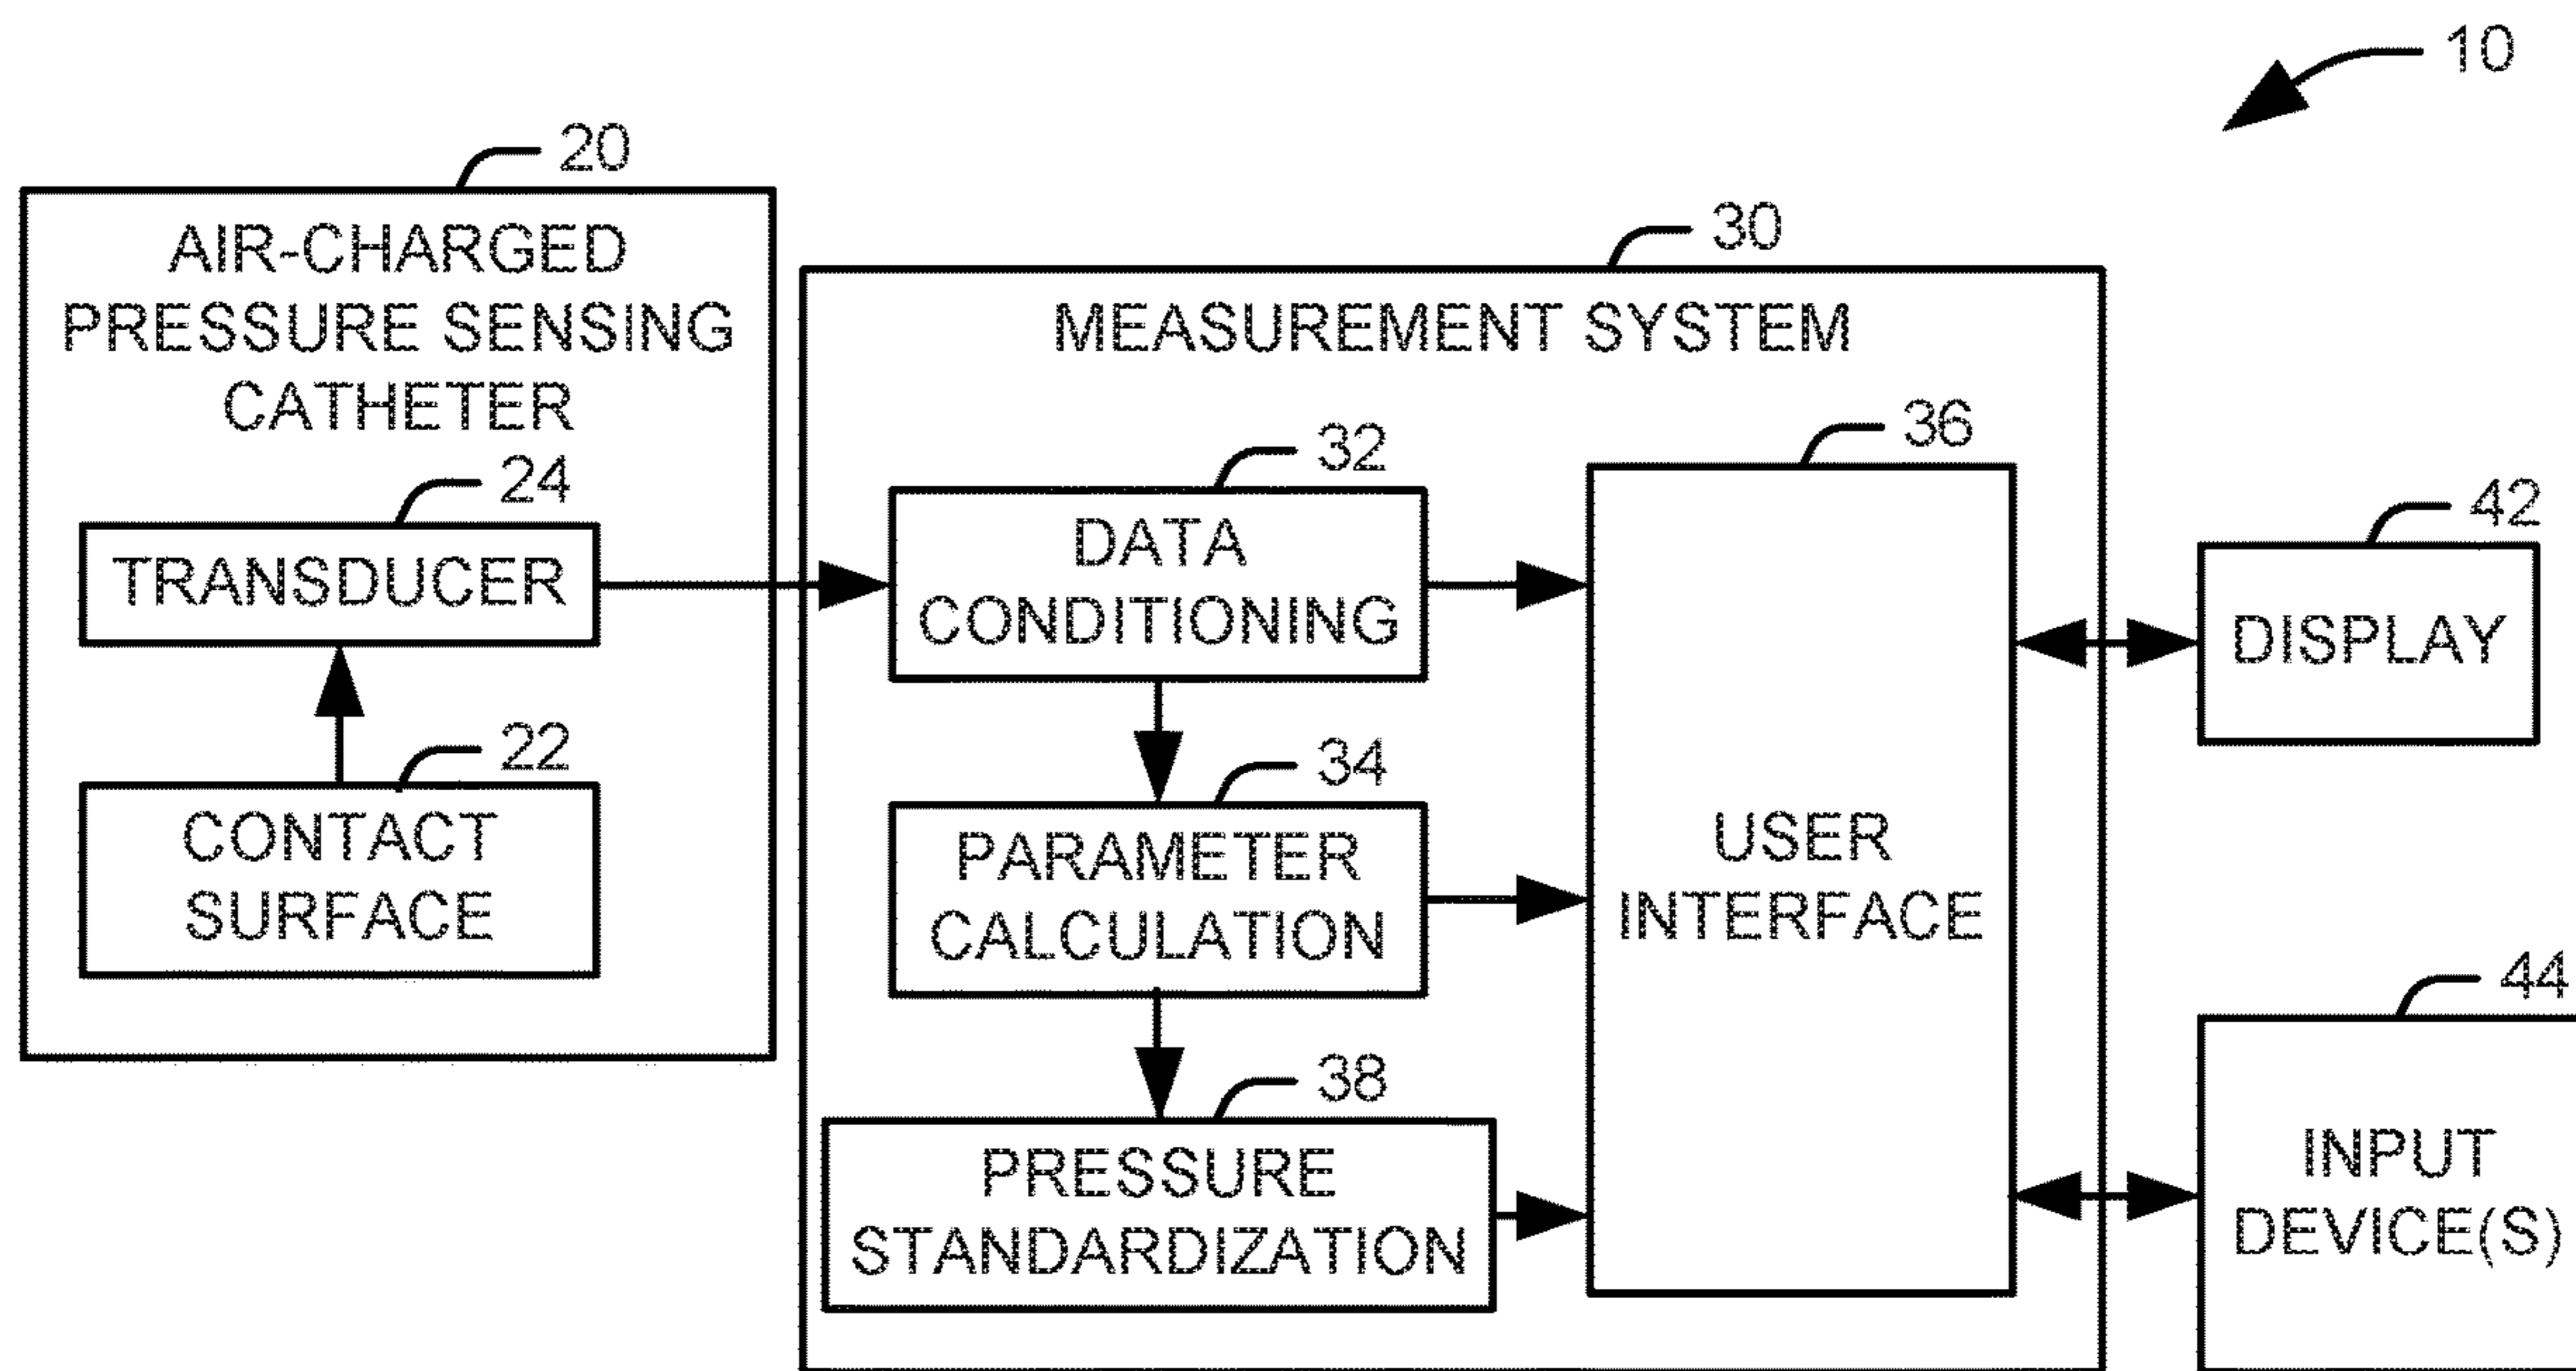 10
20
AIR-CHARGED
PRESSURE SENSING
CATHETER
24
TRANSDUCER
22
CONTACT
SURFACE
30
MEASUREMENT SYSTEM
32
DATA
CONDITIONING
34
PARAMETER
CALCULATION
38
PRESSURE
STANDARDIZATION
36
USER
INTERFACE
42
DISPLAY
44
INPUT
DEVICE(S)